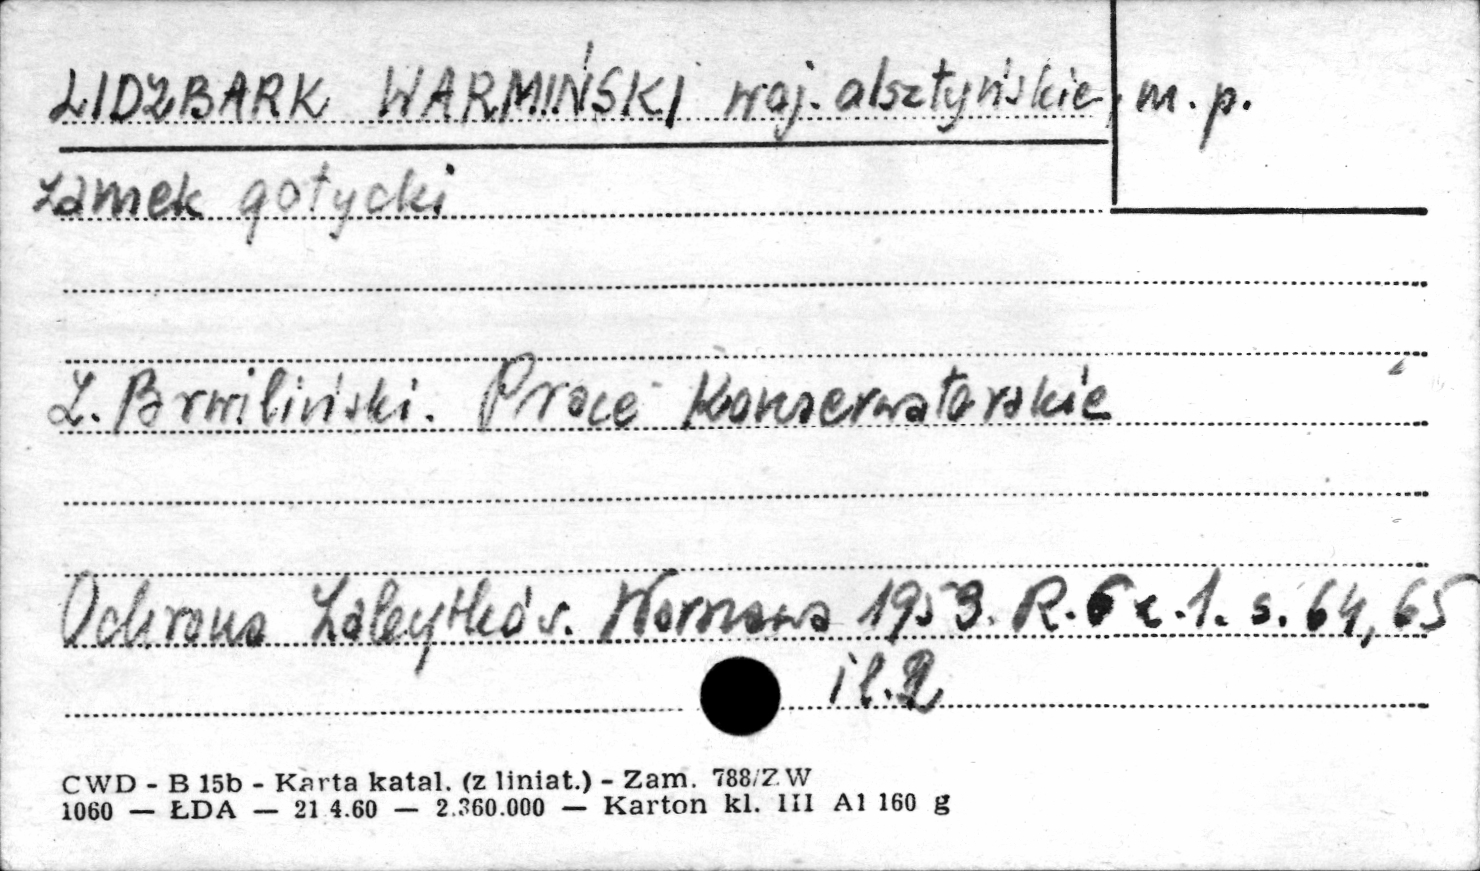 LIDZBARK WARMIŃSKI woj. olsztyńskie, m.p.
zamek gotycki
Z. Brwiliński. Prace Konserwatorskie
Ochrona Zabytków. Warszawa 1953. R.6 z.1. s. 64, 65
il.2
CWD - B 15b - Karta katal. (z liniat.) - Zam. 788/ZW
1060 — ŁDA — 21.4.60 — 2.360.000 — Karton kl. III A1 160 g